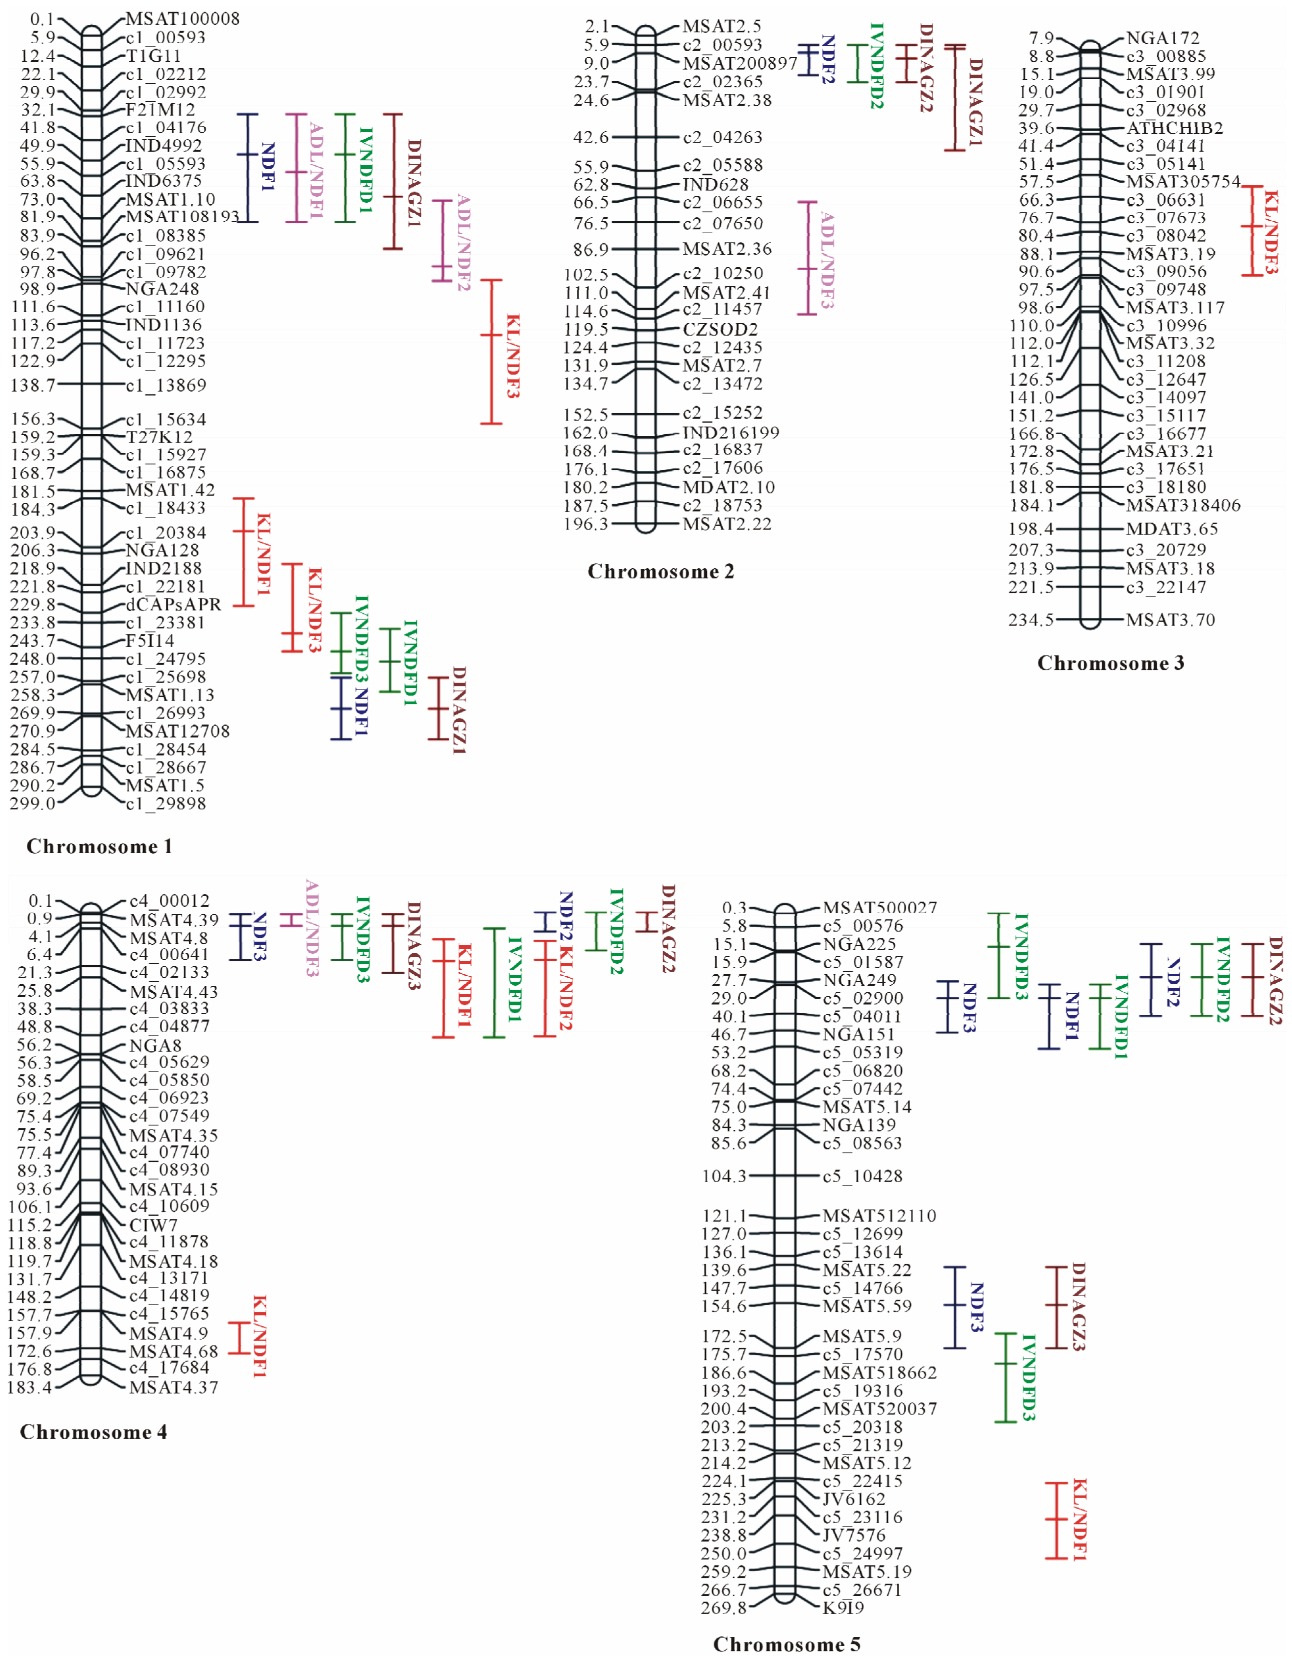 0.1 MSAT100008
5.9 c1_00593
12.4 T1G11
22.1 c1_02212
29.9 c1_02992
32.1 F21M12
41.8 c1_04176
49.9 IND4992
55.9 c1_05593
63.8 IND6375
73.0 MSAT1.10
81.9 MSAT108193
83.9 c1_08385
96.2 c1_09621
97.8 c1_09782
98.9 NGA248
111.6 c1_11160
113.6 IND1136
117.2 c1_11723
122.9 c1_12295
138.7 c1_13869
156.3 c1_15634
159.2 T27K12
159.3 c1_15927
168.7 c1_16875
181.5 MSAT1.42
184.3 c1_18433
203.9 c1_20384
206.3 NGA128
218.9 IND2188
221.8 c1_22181
229.8 dCAPsAPR
233.8 c1_23381
243.7 F5I14
248.0 c1_24795
257.0 c1_25698
258.3 MSAT1.13
269.9 c1_26993
270.9 MSAT12708
284.5 c1_28454
286.7 c1_28667
290.2 MSAT1.5
299.0 c1_29898
NDF1
ADL/NDF1
IVNDFD1
DINAGZ1
ADL/NDF2
KL/NDF3
KL/NDF1
KL/NDF3
IVNDFD3
NDF1
IVNDFD1
DINAGZ1
Chromosome 1
2.1 MSAT2.5
5.9 c2_00593
9.0 MSAT200897
23.7 c2_02365
24.6 MSAT2.38
42.6 c2_04263
55.9 c2_05588
62.8 IND628
66.5 c2_06655
76.5 c2_07650
86.9 MSAT2.36
102.5 c2_10250
111.0 MSAT2.41
114.6 c2_11457
119.5 CZSOD2
124.4 c2_12435
131.9 MSAT2.7
134.7 c2_13472
152.5 c2_15252
162.0 IND216199
168.4 c2_16837
176.1 c2_17606
180.2 MDAT2.10
187.5 c2_18753
196.3 MSAT2.22
NDF2
IVNDFD2
DINAGZ2
DINAGZ1
ADL/NDF3
Chromosome 2
7.9 NGA172
8.8 c3_00885
15.1 MSAT3.99
19.0 c3_01901
29.7 c3_02968
39.6 ATHCHIB2
41.4 c3_04141
51.4 c3_05141
57.5 MSAT305754
66.3 c3_06631
76.7 c3_07673
80.4 c3_08042
88.1 MSAT3.19
90.6 c3_09056
97.5 c3_09748
98.6 MSAT3.117
110.0 c3_10996
112.0 MSAT3.32
112.1 c3_11208
126.5 c3_12647
141.0 c3_14097
151.2 c3_15117
166.8 c3_16677
172.8 MSAT3.21
176.5 c3_17651
181.8 c3_18180
184.1 MSAT318406
198.4 MDAT3.65
207.3 c3_20729
213.9 MSAT3.18
221.5 c3_22147
234.5 MSAT3.70
KL/NDF3
Chromosome 3
0.1 c4_00012
0.9 MSAT4.39
4.1 MSAT4.8
6.4 c4_00641
21.3 c4_02133
25.8 MSAT4.43
38.3 c4_03833
48.8 c4_04877
56.2 NGA8
56.3 c4_05629
58.5 c4_05850
69.2 c4_06923
75.4 c4_07549
75.5 MSAT4.35
77.4 c4_07740
89.3 c4_08930
93.6 MSAT4.15
106.1 c4_10609
115.2 CIW7
118.8 c4_11878
119.7 MSAT4.18
131.7 c4_13171
148.2 c4_14819
157.7 c4_15765
157.9 MSAT4.9
172.6 MSAT4.68
176.8 c4_17684
183.4 MSAT4.37
NDF3
ADL/NDF3
IVNDFD3
DINAGZ3
KL/NDF1
IVNDFD1
NDF2
KL/NDF2
IVNDFD2
DINAGZ2
KL/NDF1
Chromosome 4
0.3 MSAT500027
5.8 c5_00576
15.1 NGA225
15.9 c5_01587
27.7 NGA249
29.0 c5_02900
40.1 c5_04011
46.7 NGA151
53.2 c5_05319
68.2 c5_06820
74.4 c5_07442
75.0 MSAT5.14
84.3 NGA139
85.6 c5_08563
104.3 c5_10428
121.1 MSAT512110
127.0 c5_12699
136.1 c5_13614
139.6 MSAT5.22
147.7 c5_14766
154.6 MSAT5.59
172.5 MSAT5.9
175.7 c5_17570
186.6 MSAT518662
193.2 c5_19316
200.4 MSAT520037
203.2 c5_20318
213.2 c5_21319
214.2 MSAT5.12
224.1 c5_22415
225.3 JV6162
231.2 c5_23116
238.8 JV7576
250.0 c5_24997
259.2 MSAT5.19
266.7 c5_26671
269.8 K9I9
NDF3
IVNDFD3
NDF1
IVNDFD1
NDF2
IVNDFD2
DINAGZ2
NDF3
IVNDFD3
DINAGZ3
KL/NDF1
Chromosome 5